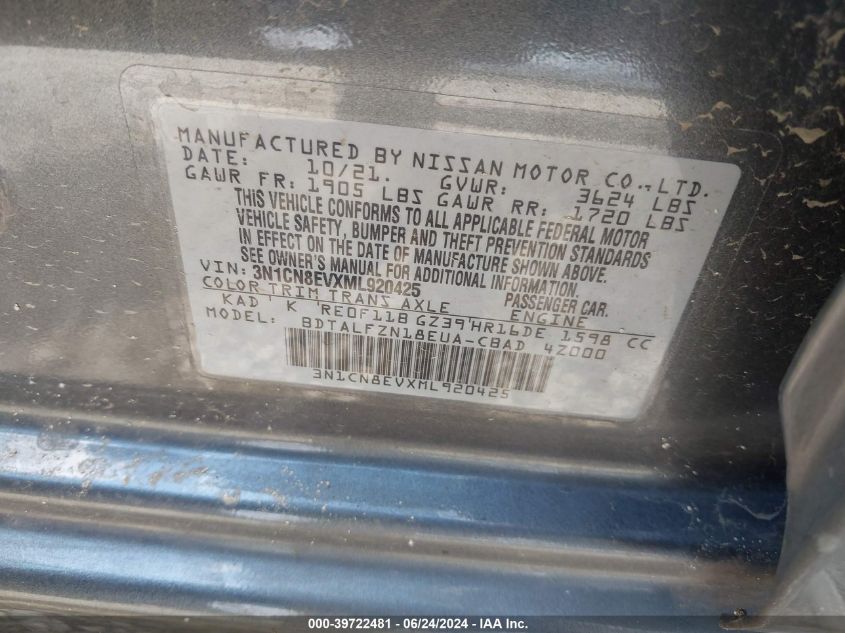 MANUFACTURED BY NISSAN MOTOR CO.,LTD.
DATE: 10/21. GVWR: 3624 LBS
GAWR FR: 1905 LBS GAWR RR: 1720 LBS
THIS VEHICLE CONFORMS TO ALL APPLICABLE FEDERAL MOTOR
VEHICLE SAFETY, BUMPER AND THEFT PREVENTION STANDARDS
IN EFFECT ON THE DATE OF MANUFACTURE SHOWN ABOVE.
SEE OWNER'S MANUAL FOR ADDITIONAL INFORMATION.
VIN: 3N1CN8EVXML920425 PASSENGER CAR.
COLOR TRIM TRANS AXLE ENGINE
KAD K RE0F11B GZ39 HR16DE 1598 CC
MODEL BDTALFZN18EUA-CBAD 4Z000
3N1CN8EVXML920425
000-39722481 - 06/24/2024 - IAA Inc.